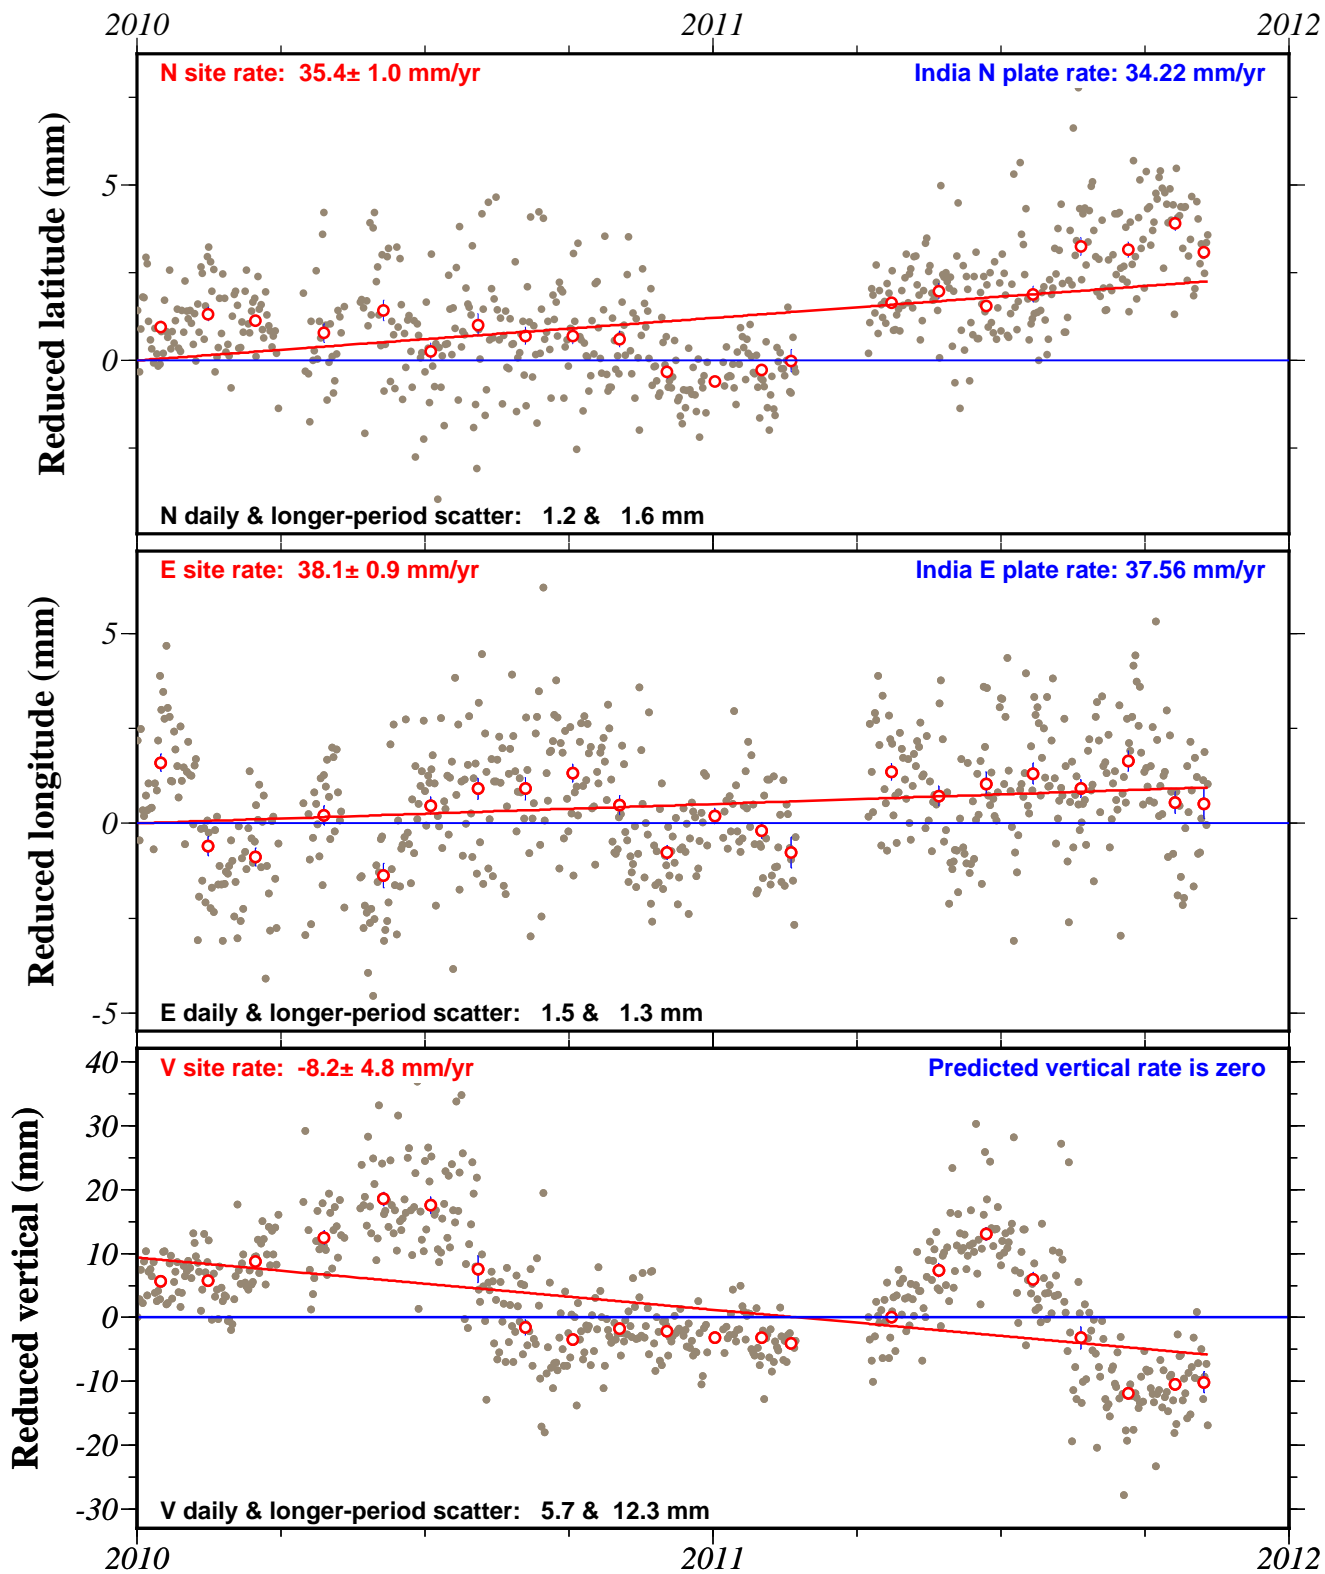 2010 2011 2012
N site rate: 35.4± 1.0 mm/yr India N plate rate: 34.22 mm/yr
Reduced latitude (mm)
5
0
N daily & longer-period scatter: 1.2 & 1.6 mm
E site rate: 38.1± 0.9 mm/yr India E plate rate: 37.56 mm/yr
Reduced longitude (mm)
5
0
-5
E daily & longer-period scatter: 1.5 & 1.3 mm
V site rate: -8.2± 4.8 mm/yr Predicted vertical rate is zero
Reduced vertical (mm)
40
30
20
10
0
-10
-20
-30
V daily & longer-period scatter: 5.7 & 12.3 mm
2010 2011 2012